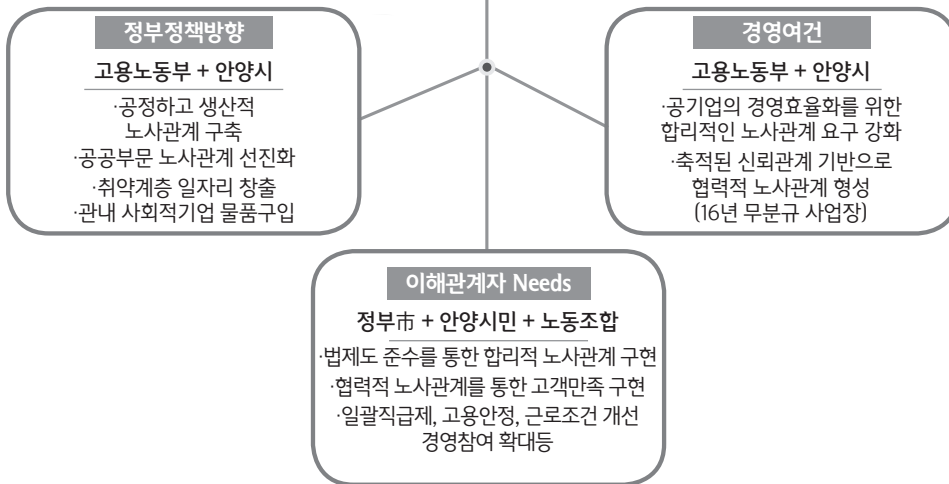 정부정책방향
고용노동부 + 안양시
·공정하고 생산적
노사관계 구축
·공공부문 노사관계 선진화
·취약계층 일자리 창출
·관내 사회적기업 물품구입
경영여건
고용노동부 + 안양시
·공기업의 경영효율화를 위한
합리적인 노사관계 요구 강화
·축적된 신뢰관계 기반으로
협력적 노사관계 형성
(16년 무분규 사업장)
이해관계자 Needs
정부市 + 안양시민 + 노동조합
·법제도 준수를 통한 합리적 노사관계 구현
·협력적 노사관계를 통한 고객만족 구현
·일괄직급제, 고용안정, 근로조건 개선
경영참여 확대등